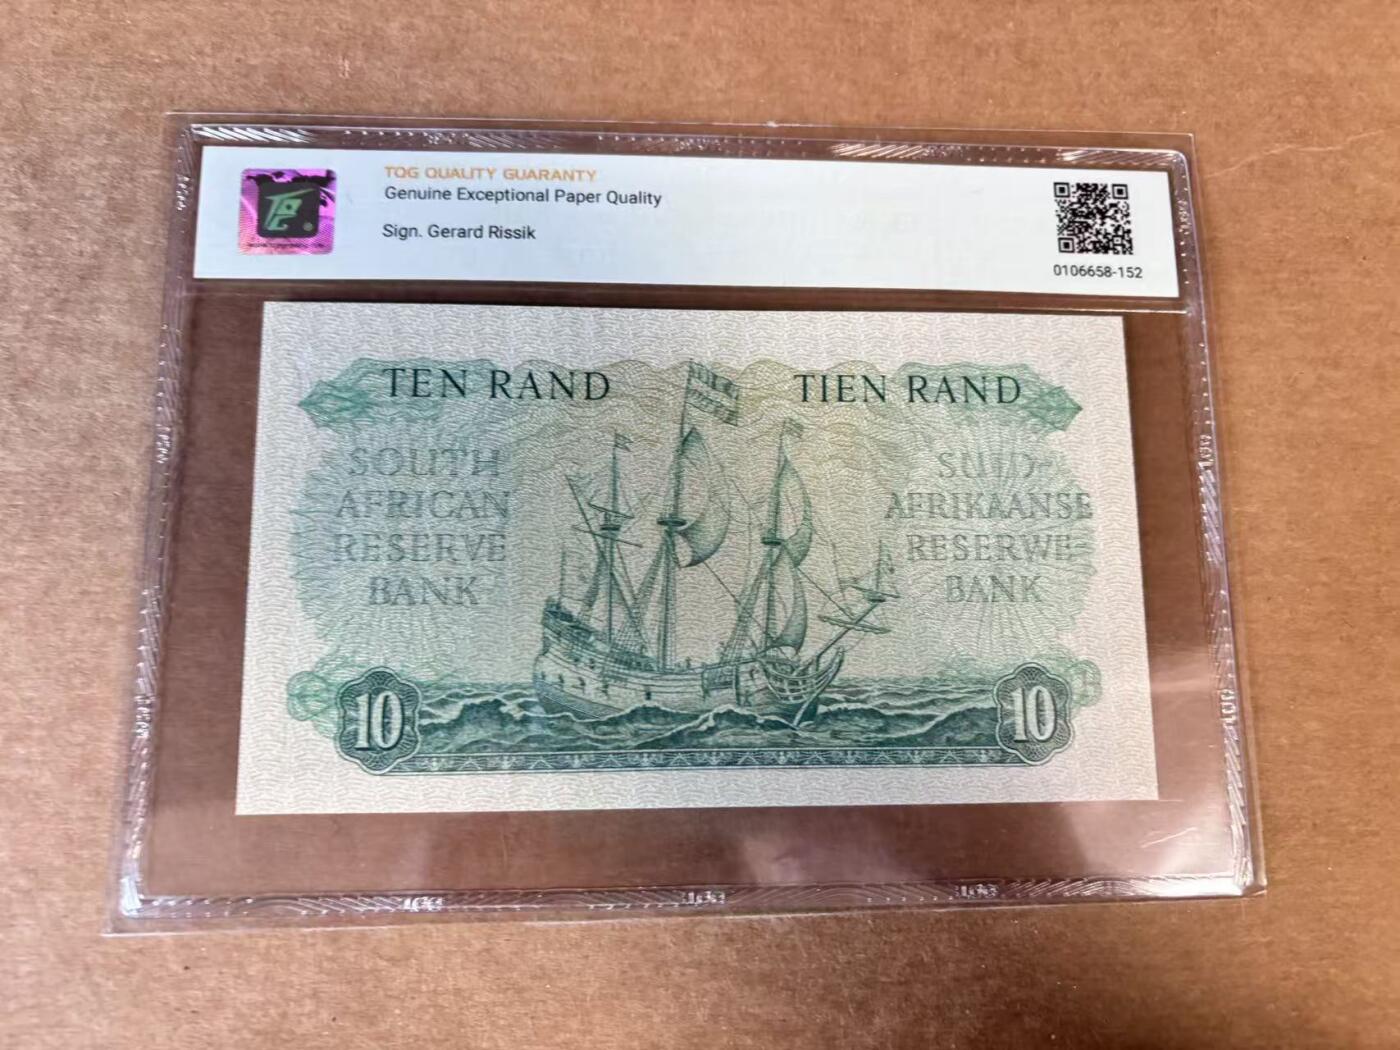 TQG QUALITY GUARANTY
Genuine Exceptional Paper Quality
Sign. Gerard Rissik
0106658-152
TEN RAND
TIEN RAND
SOUTH
AFRICAN
RESERVE
BANK
SUID-
AFRIKAANSE
RESERWE
BANK
10
10